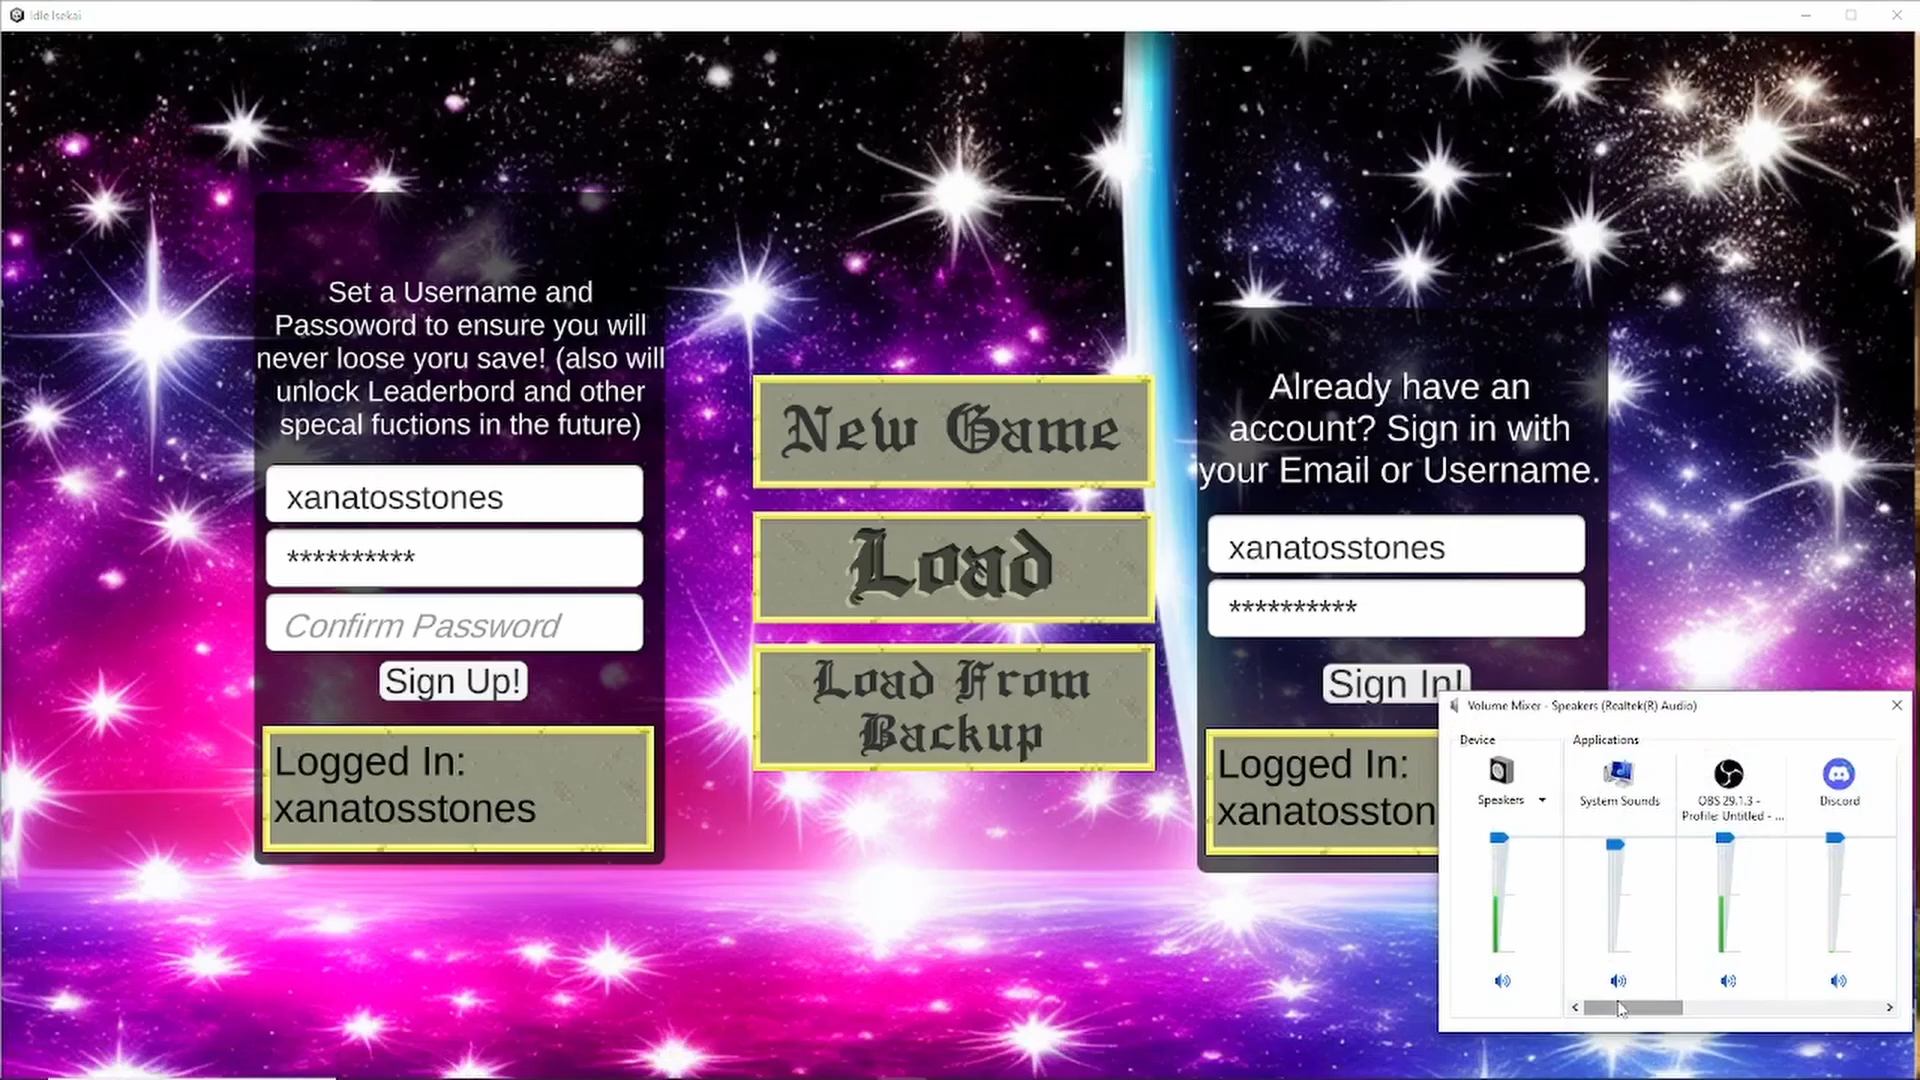 Idle Isekai
Set a Username and
Passoword to ensure you will
never loose yoru save! (also will
unlock Leaderbord and other
specal fuctions in the future)
xanatosstones
**********
Confirm Password
Sign Up!
Logged In:
xanatosstones
New Game
Load
Load From
Backup
Already have an
account? Sign in with
your Email or Username.
xanatosstones
**********
Sign In!
Logged In:
xanatosston
Volume Mixer - Speakers (Realtek(R) Audio)
Device
Applications
Speakers
System Sounds
OBS 29.1.3 -
Profile: Untitled - ...
Discord